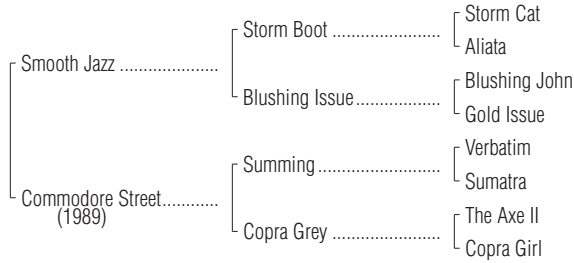 Storm Cat
Storm Boot ....................
Aliata
Smooth Jazz ....................
Blushing John
Blushing Issue ................
Gold Issue
Verbatim
Summing ......................
Sumatra
Commodore Street...........
(1989)
The Axe II
Copra Grey ....................
Copra Girl